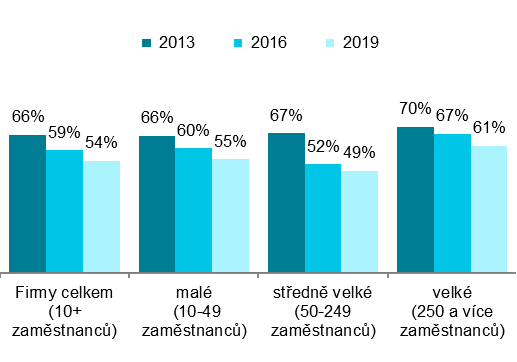 2013 2016 2019
66% 59% 54% 66% 60% 55% 67% 52% 49% 70% 67% 61%
Firmy celkem
(10+
zaměstnanců)
malé
(10-49
zaměstnanců)
středně velké
(50-249
zaměstnanců)
velké
(250 a více
zaměstnanců)